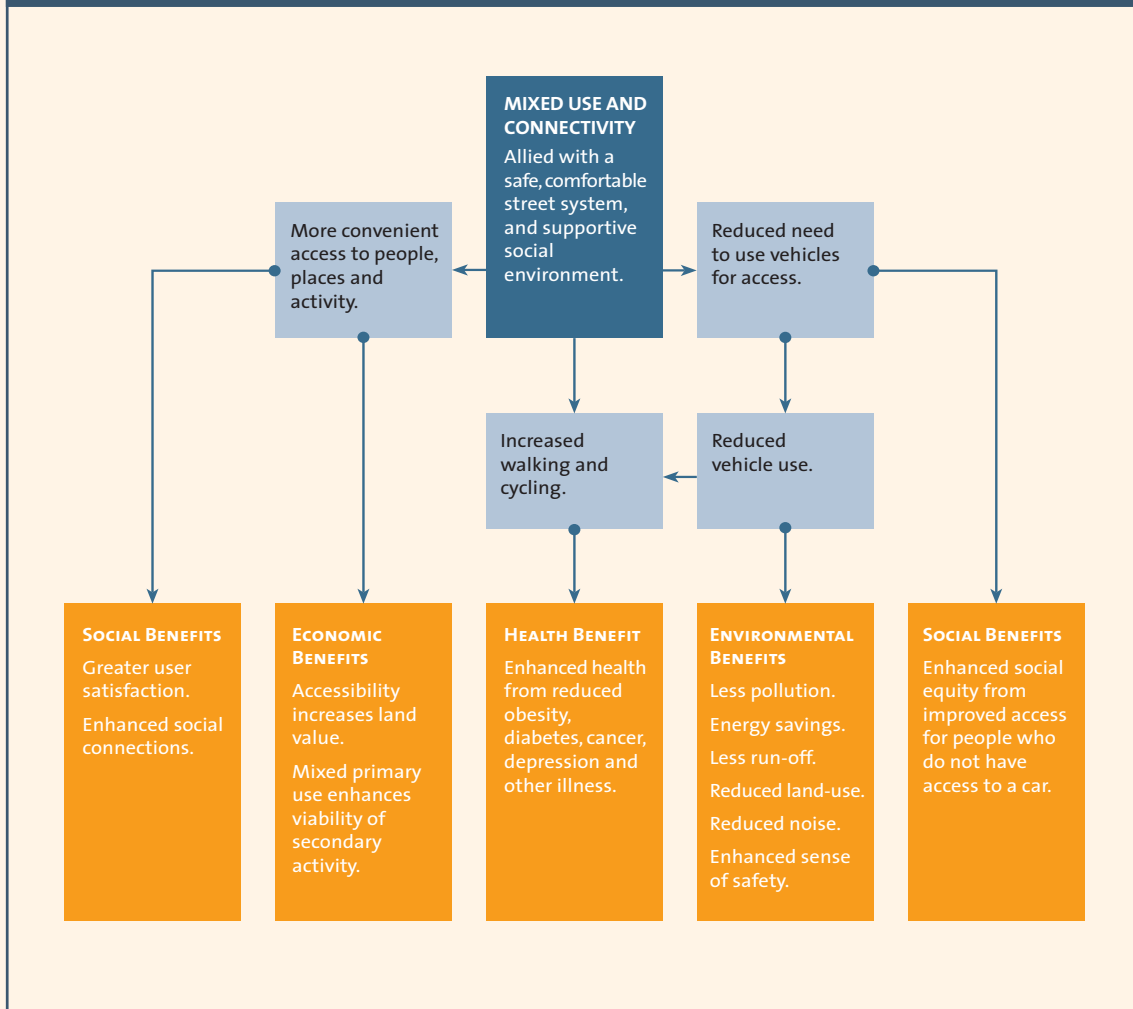 MIXED USE AND
CONNECTIVITY
Allied with a
safe, comfortable
street system,
and supportive
social
environment.
More convenient
access to people,
places and
activity.
Reduced need
to use vehicles
for access.
Increased
walking and
cycling.
Reduced
vehicle use.
SOCIAL BENEFITS
Greater user
satisfaction.
Enhanced social
connections.
ECONOMIC
BENEFITS
Accessibility
increases land
value.
Mixed primary
use enhances
viability of
secondary
activity.
HEALTH BENEFIT
Enhanced health
from reduced
obesity,
diabetes, cancer,
depression and
other illness.
ENVIRONMENTAL
BENEFITS
Less pollution.
Energy savings.
Less run-off.
Reduced land-use.
Reduced noise.
Enhanced sense
of safety.
SOCIAL BENEFITS
Enhanced social
equity from
improved access
for people who
do not have
access to a car.